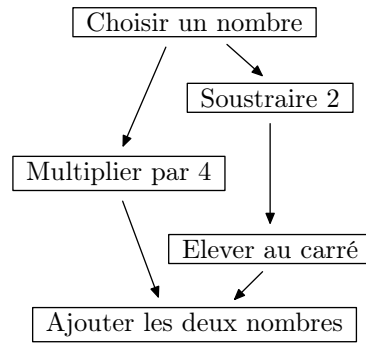 Choisir un nombre
Soustraire 2
Multiplier par 4
Elever au carré
Ajouter les deux nombres